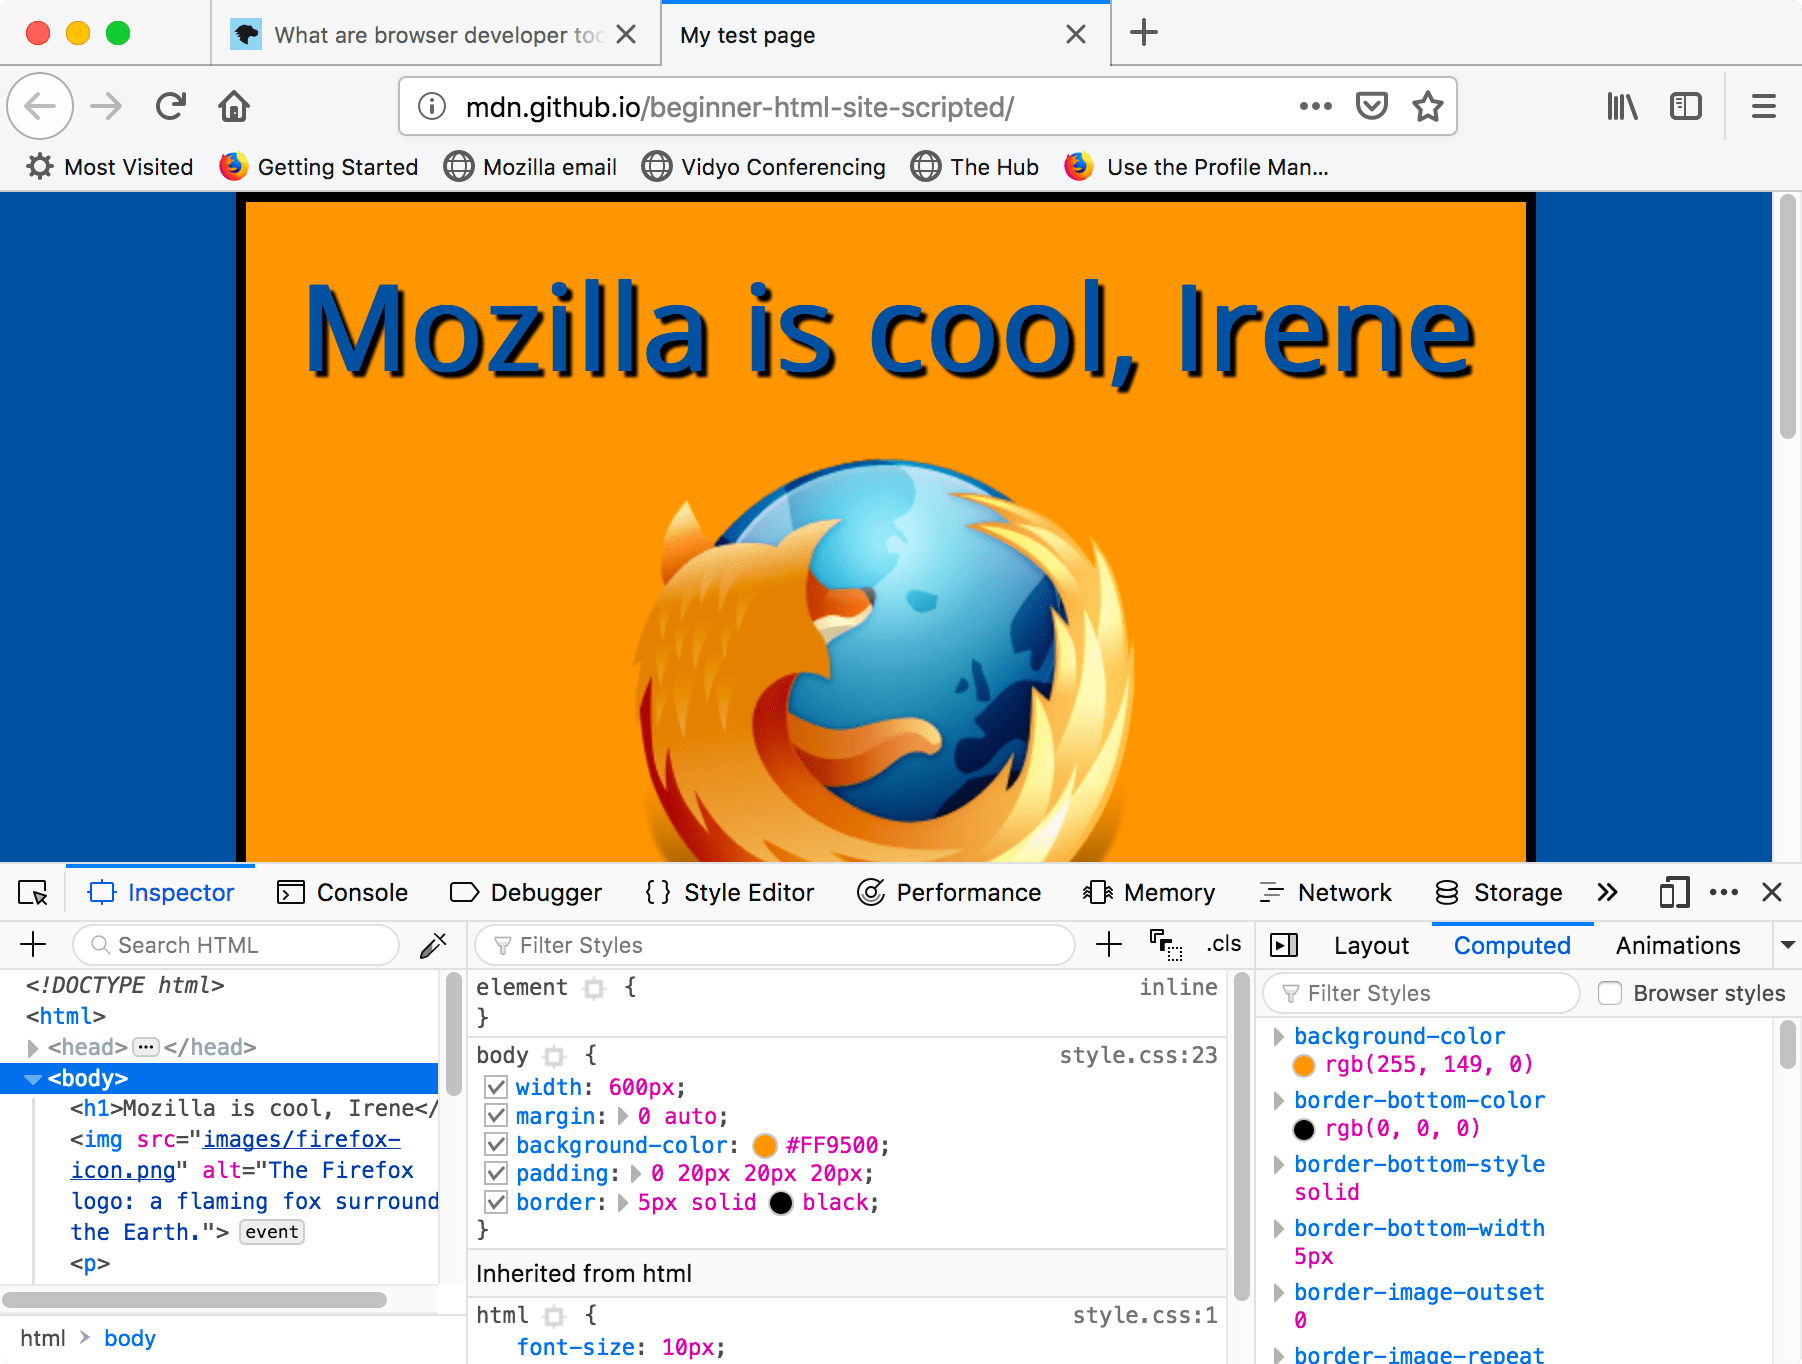 What are browser developer too
My test page
mdn.github.io/beginner-html-site-scripted/
Most Visited
Getting Started
Mozilla email
Vidyo Conferencing
The Hub
Use the Profile Man...
Mozilla is cool, Irene
Inspector
Console
Debugger
{ } Style Editor
Performance
Memory
Network
Storage
Search HTML
<!DOCTYPE html>
<html>
<head>···</head>
<body>
<h1>Mozilla is cool, Irene</
<img src="images/firefox-
icon.png" alt="The Firefox
logo: a flaming fox surround
the Earth."> event
<p>
html > body
Filter Styles
.cls
element { inline
}
body { style.css:23
width: 600px;
margin: 0 auto;
background-color: #FF9500;
padding: 0 20px 20px 20px;
border: 5px solid black;
}
Inherited from html
html { style.css:1
font-size: 10px;
Layout
Computed
Animations
Filter Styles
Browser styles
background-color
rgb(255, 149, 0)
border-bottom-color
rgb(0, 0, 0)
border-bottom-style
solid
border-bottom-width
5px
border-image-outset
0
border-image-repeat